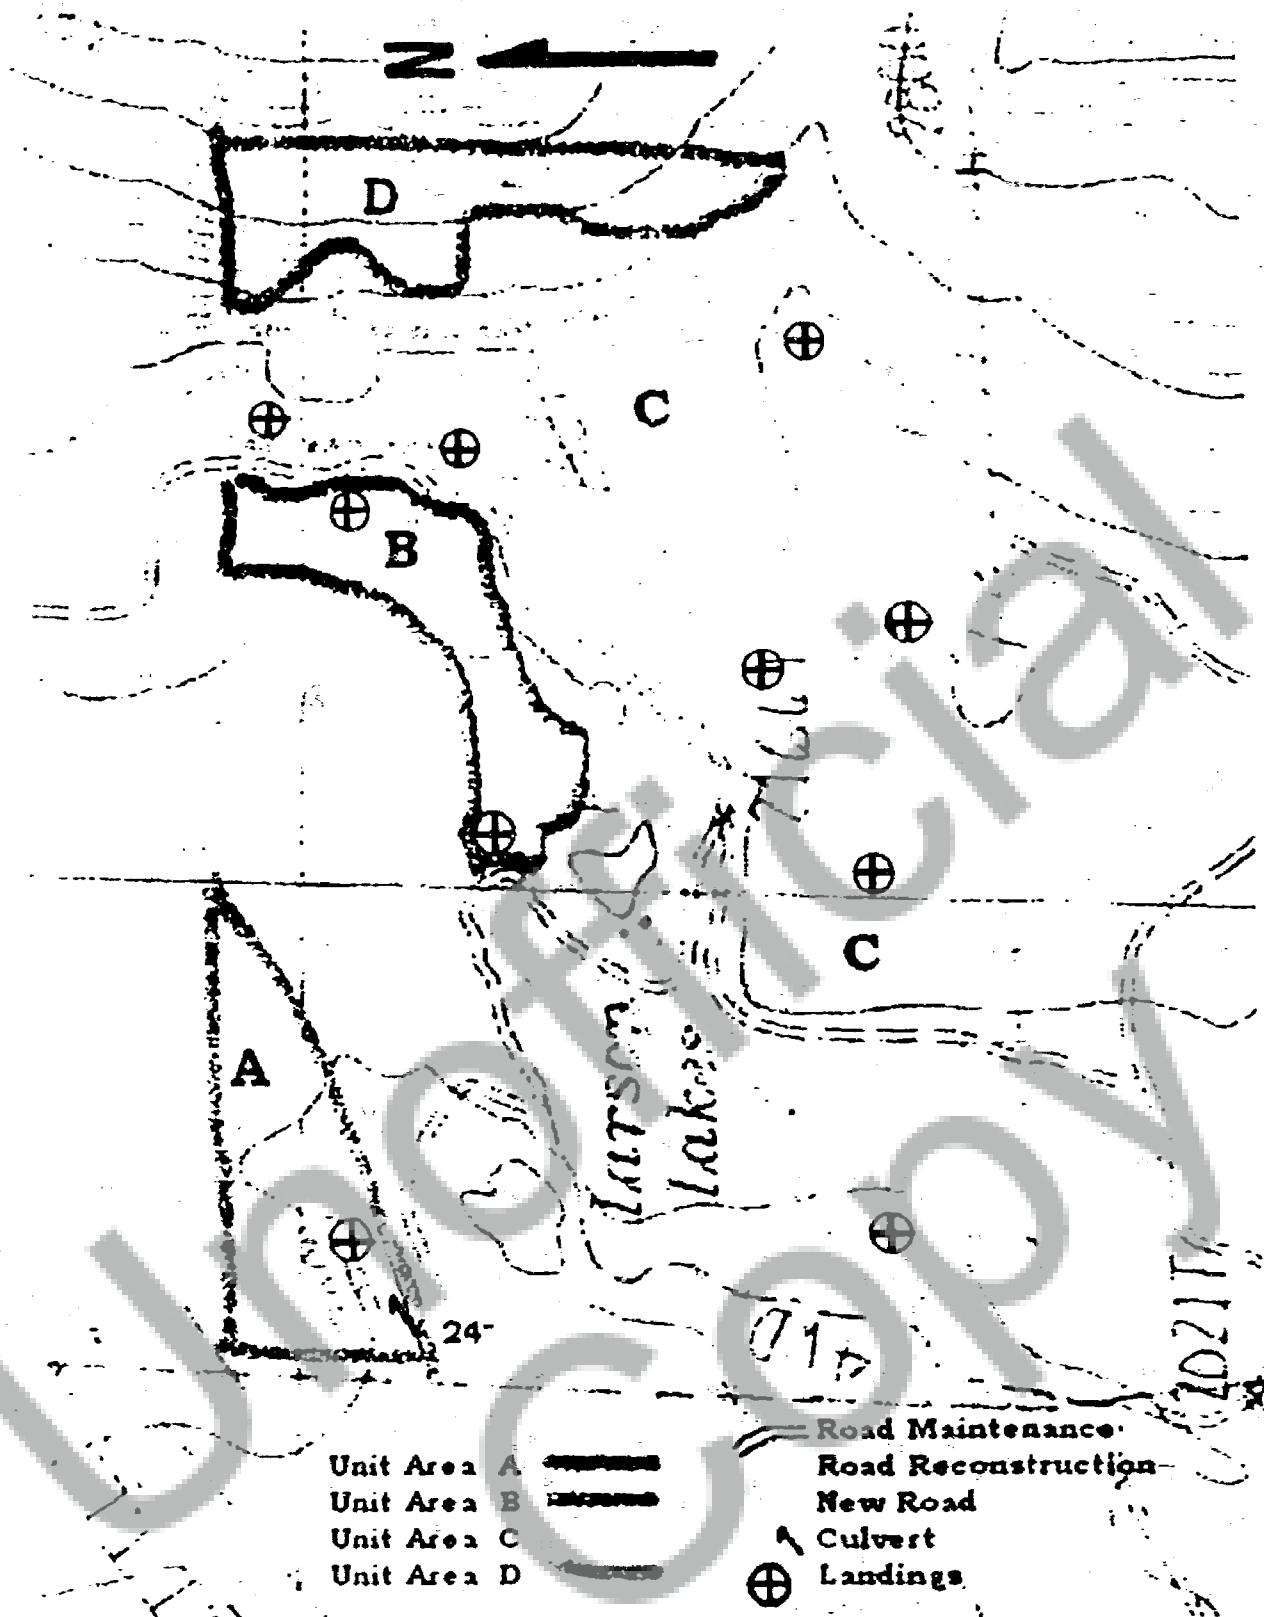 N
D
C
B
C
A
Lakes
24-
Road Maintenance
Unit Area A
Road Reconstruction
Unit Area B
New Road
Unit Area C
Culvert
Unit Area D
Landings
Unofficial
Copy